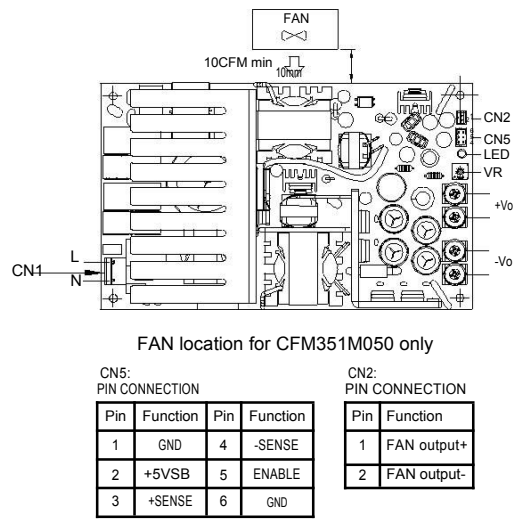 FAN
10CFM min
10mm
CN2
CN5
LED
VR
+Vo
L
CN1
N
-Vo
FAN location for CFM351M050 only
CN5:
PIN CONNECTION
Pin Function Pin Function
1 GND 4 -SENSE
2 +5VSB 5 ENABLE
3 +SENSE 6 GND
CN2:
PIN CONNECTION
Pin Function
1 FAN output+
2 FAN output-